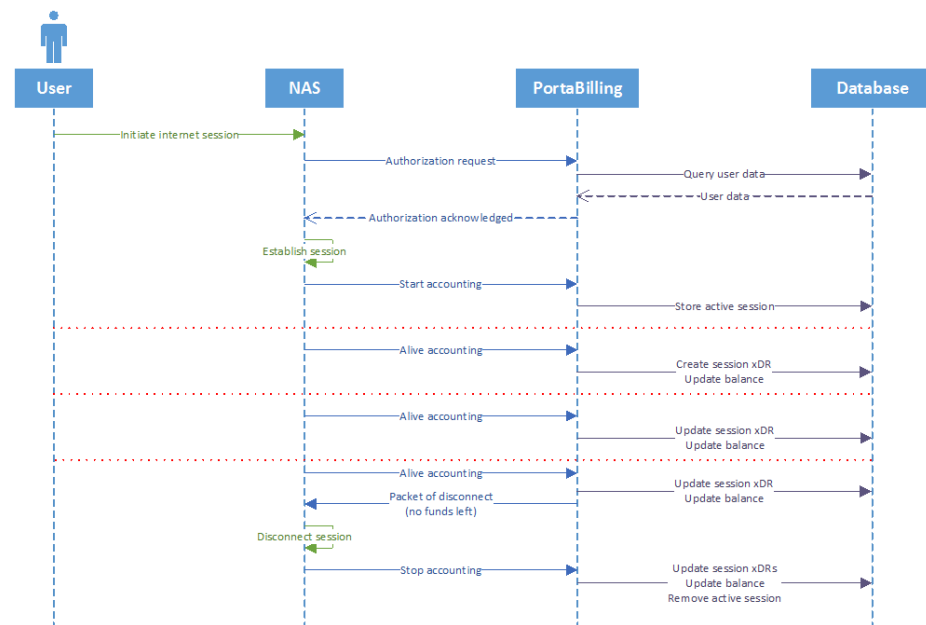 User
NAS
PortaBilling
Database
Initiate internet session
Authorization request
Query user data
User data
Authorization acknowledged
Establish session
Start accounting
Store active session
Alive accounting
Create session xDR
Update balance
Alive accounting
Update session xDR
Update balance
Alive accounting
Update session xDR
Update balance
Packet of disconnect
(no funds left)
Disconnect session
Stop accounting
Update session xDRs
Update balance
Remove active session